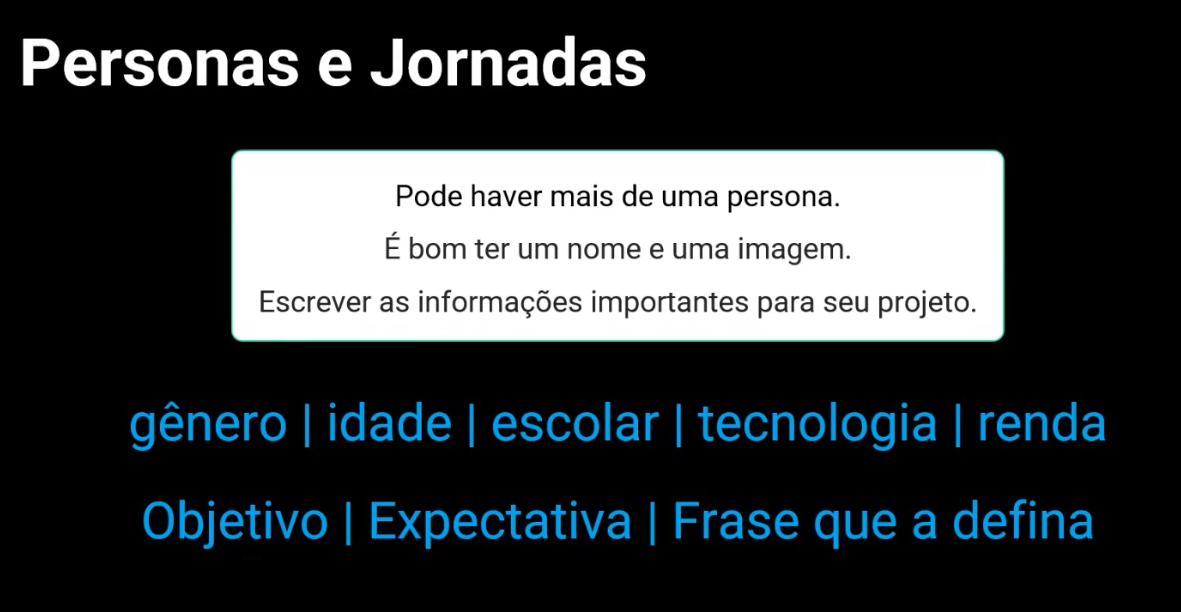 Personas e Jornadas
Pode haver mais de uma persona.
É bom ter um nome e uma imagem.
Escrever as informações importantes para seu projeto.
gênero | idade | escolar | tecnologia | renda
Objetivo | Expectativa | Frase que a defina